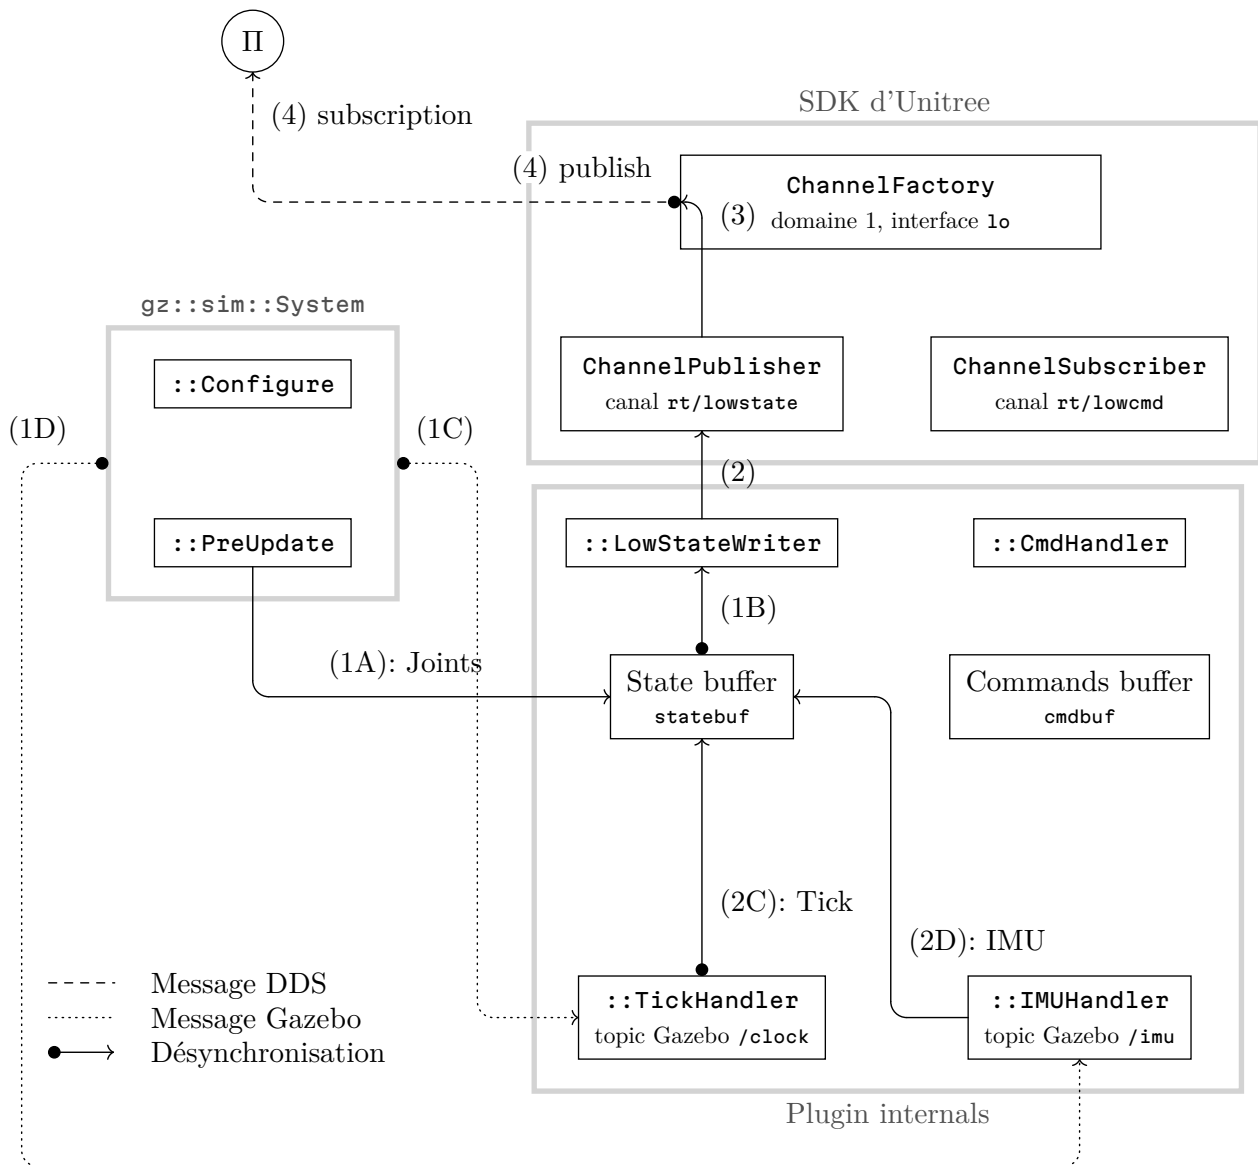 Π
(4) subscription
SDK d'Unitree
(4) publish
ChannelFactory
(3)
domaine 1, interface lo
gz::sim::System
::Configure
ChannelPublisher
canal rt/lowstate
ChannelSubscriber
canal rt/lowcmd
(1D)
(1C)
(2)
::PreUpdate
::LowStateWriter
::CmdHandler
(1B)
(1A): Joints
State buffer
statebuf
Commands buffer
cmdbuf
(2C): Tick
(2D): IMU
::TickHandler
topic Gazebo /clock
::IMUHandler
topic Gazebo /imu
Message DDS
Message Gazebo
Désynchronisation
Plugin internals